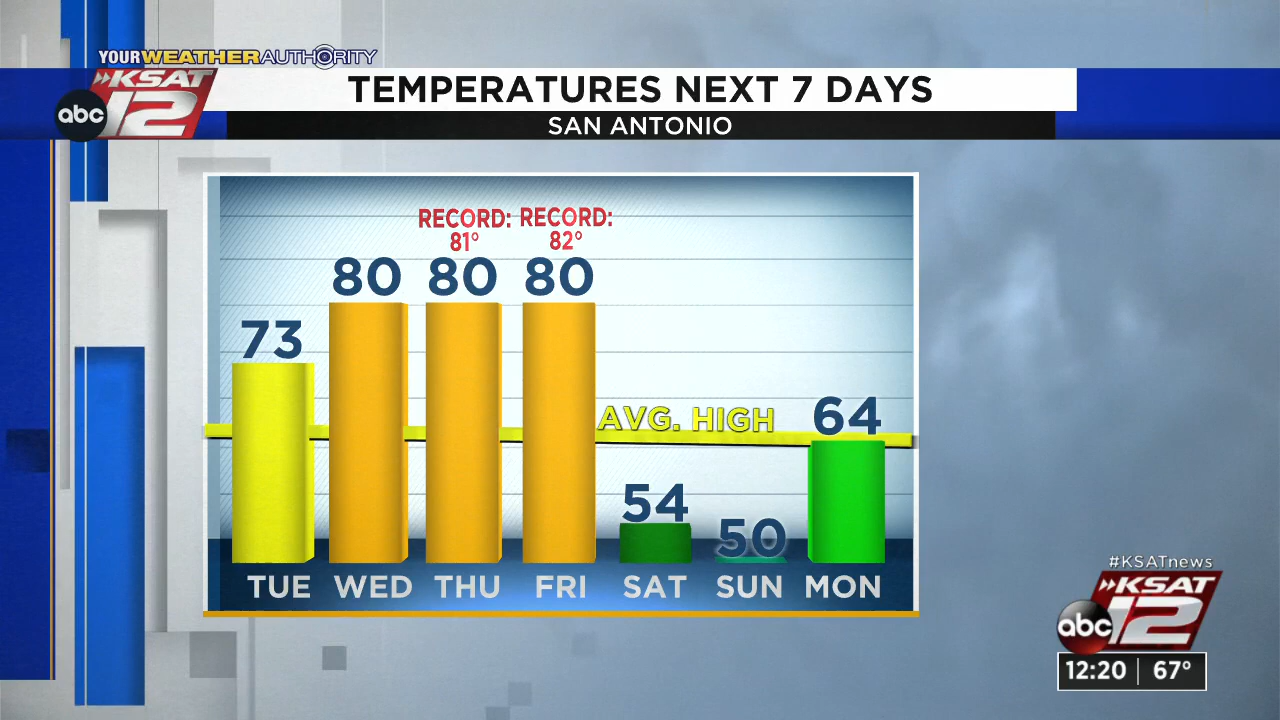 YOURWEATHERAUTHORITY
KSAT
abc 12
TEMPERATURES NEXT 7 DAYS
SAN ANTONIO
RECORD: RECORD:
81° 82°
80 80 80
73
AVG. HIGH
64
54
50
TUE WED THU FRI SAT SUN MON
#KSATnews
KSAT
abc 12
12:20 67°